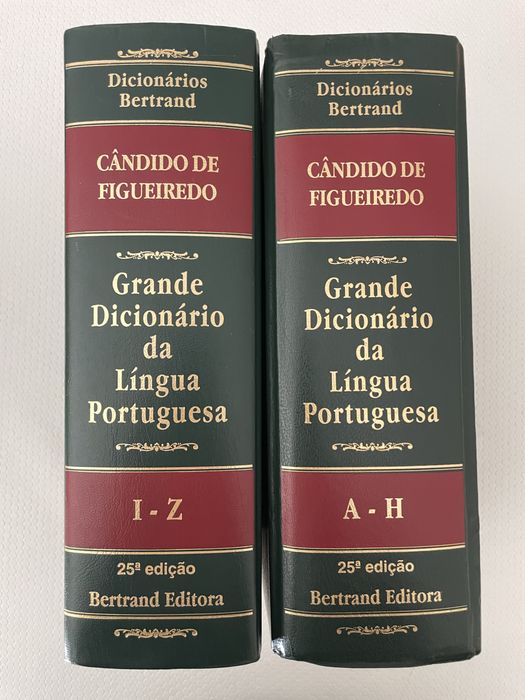 Dicionários
Bertrand
CÂNDIDO DE
FIGUEIREDO
Grande
Dicionário
da
Língua
Portuguesa
I - Z
25ª edição
Bertrand Editora
Dicionários
Bertrand
CÂNDIDO DE
FIGUEIREDO
Grande
Dicionário
da
Língua
Portuguesa
A - H
25ª edição
Bertrand Editora